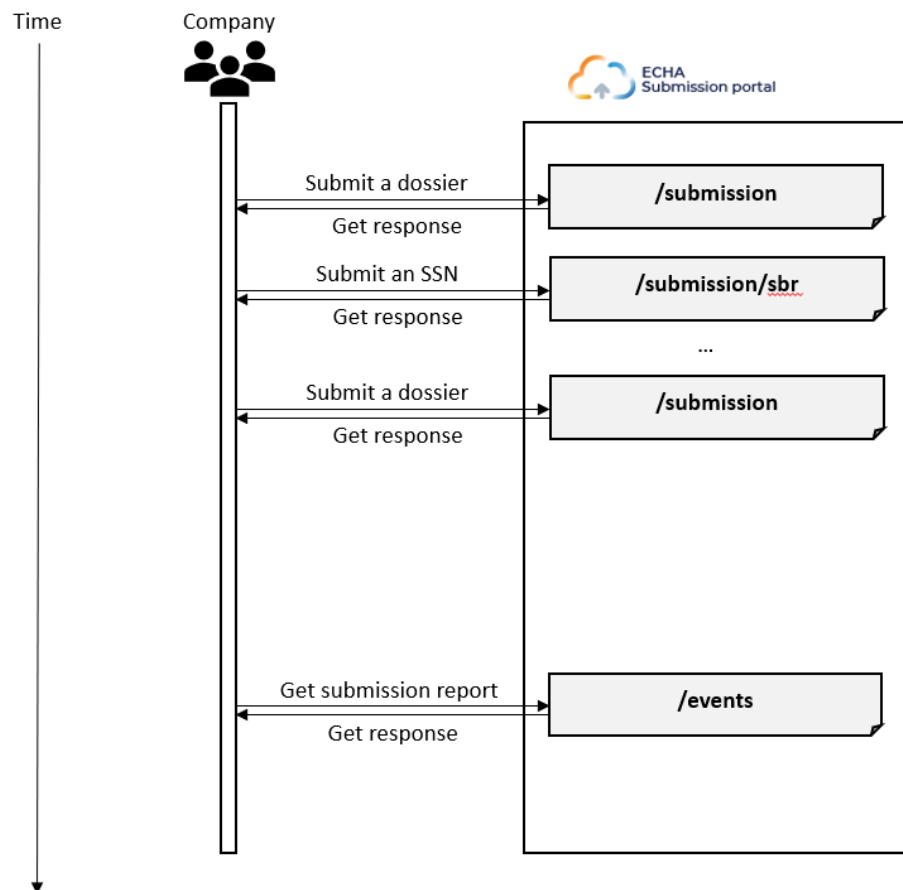 Time
Company
ECHA
Submission portal
Submit a dossier
/submission
Get response
Submit an SSN
/submission/sbr
Get response
...
Submit a dossier
/submission
Get response
Get submission report
/events
Get response